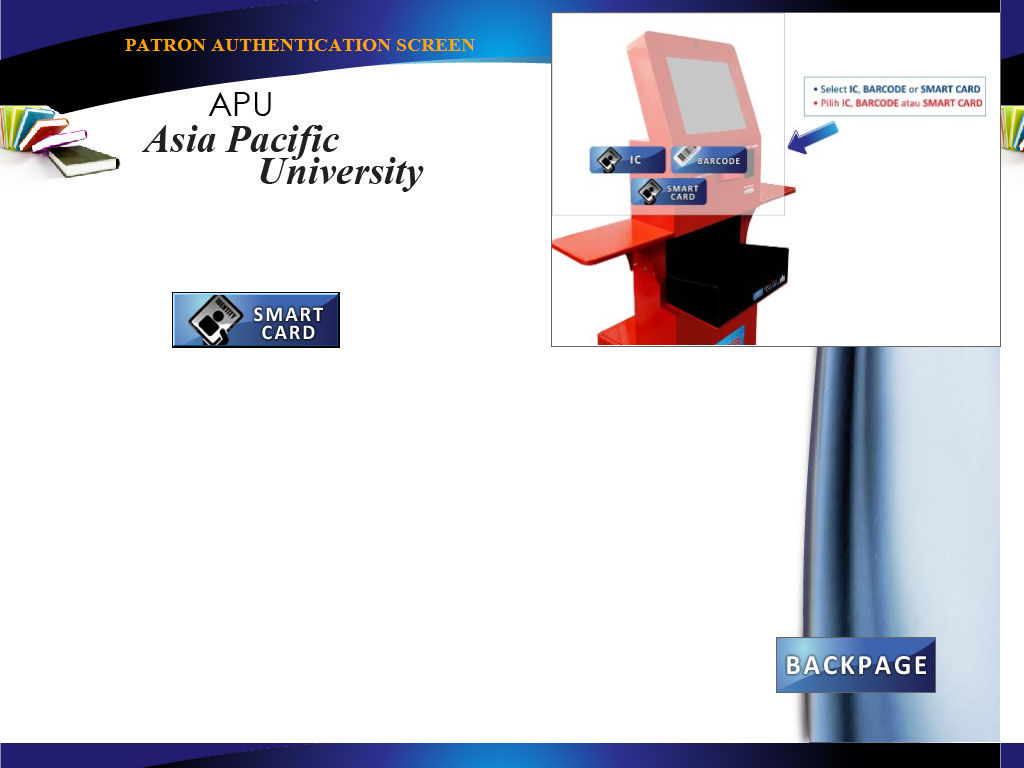 PATRON AUTHENTICATION SCREEN
APU
Asia Pacific
University
• Select IC, BARCODE or SMART CARD
• Pilih IC, BARCODE atau SMART CARD
IC
BARCODE
SMART
CARD
IDENTITY
SMART
CARD
BACKPAGE